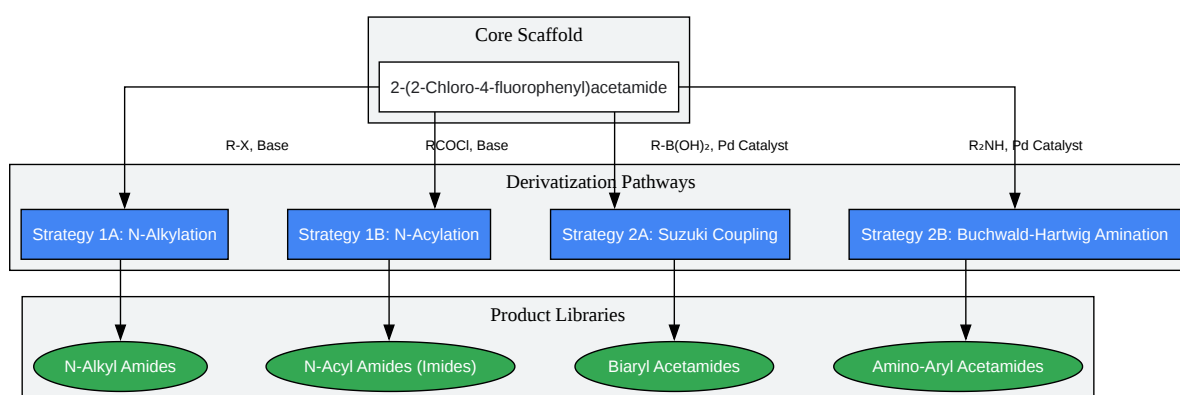 Core Scaffold
2-(2-Chloro-4-fluorophenyl)acetamide
R-X, Base
RCOCl, Base
R-B(OH)₂, Pd Catalyst
R₂NH, Pd Catalyst
Derivatization Pathways
Strategy 1A: N-Alkylation
Strategy 1B: N-Acylation
Strategy 2A: Suzuki Coupling
Strategy 2B: Buchwald-Hartwig Amination
Product Libraries
N-Alkyl Amides
N-Acyl Amides (Imides)
Biaryl Acetamides
Amino-Aryl Acetamides